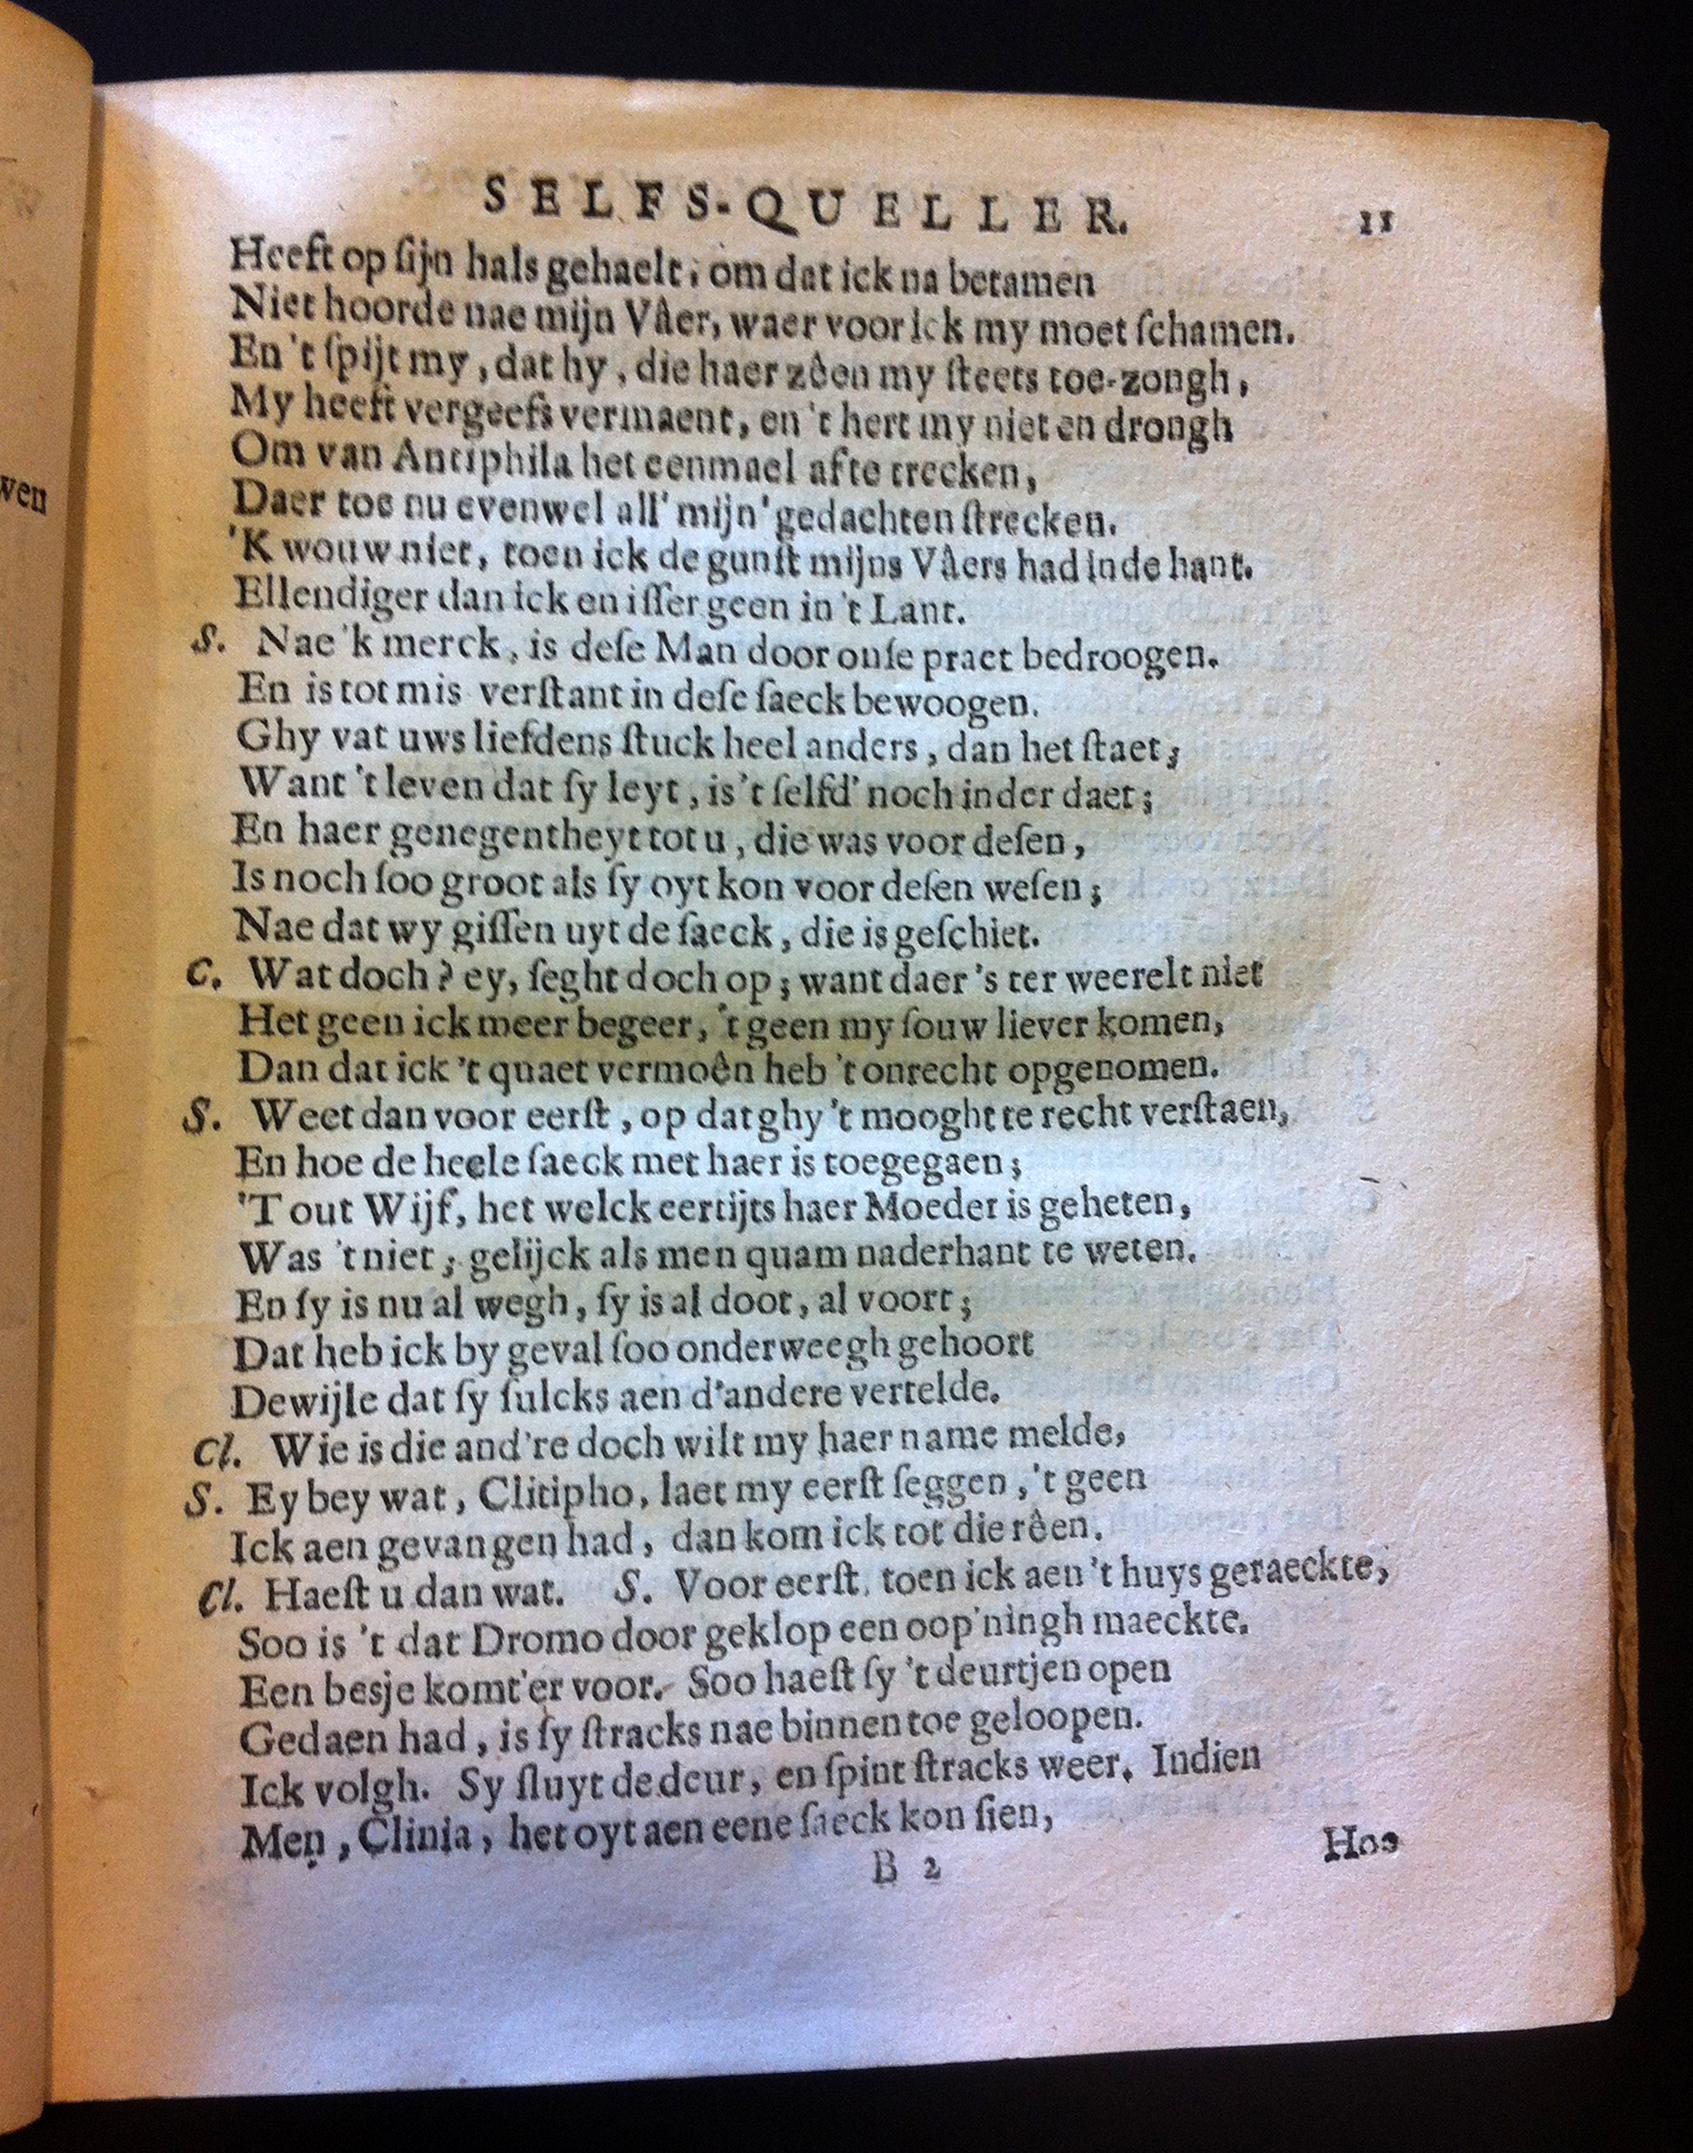 SELFS-QUELLER. 11
Heeft op ſijn hals gehaelt; om dat ick na betamen
Niet hoorde nae mijn Vâer, waer voor ick my moet ſchamen.
En 't ſpijt my, dat hy, die haer zêen my ſteets toe-zongh,
My heeft vergeefs vermaent, en 't hert my niet en drongh
Om van Antiphila het eenmael af te trecken,
Daer toe nu evenwel all' mijn' gedachten ſtrecken.
'K wouw niet, toen ick de gunſt mijns Vâers had in de hant.
Ellendiger dan ick en iſſer geen in 't Lant.
S. Nae 'k merck, is deſe Man door onſe praet bedroogen.
En is tot mis verſtant in deſe ſaeck bewoogen.
Ghy vat uws liefdens ſtuck heel anders, dan het ſtaet;
Want 't leven dat ſy leyt, is 't ſelfd' noch in der daet;
En haer genegentheyt tot u, die was voor deſen,
Is noch ſoo groot als ſy oyt kon voor deſen weſen;
Nae dat wy giſſen uyt de ſaeck, die is geſchiet.
C. Wat doch? ey, ſeght doch op; want daer 's ter weerelt niet
Het geen ick meer begeer, 't geen my ſouw liever komen,
Dan dat ick 't quaet vermoên heb 't onrecht opgenomen.
S. Weet dan voor eerſt, op dat ghy 't mooght te recht verſtaen,
En hoe de heele ſaeck met haer is toegegaen;
'T out Wijf, het welck eertijts haer Moeder is geheten,
Was 't niet; gelijck als men quam naderhant te weten.
En ſy is nu al wegh, ſy is al doot, al voort;
Dat heb ick by geval ſoo onderweegh gehoort
Dewijle dat ſy ſulcks aen d'andere vertelde.
Cl. Wie is die and're doch wilt my haer name melde,
S. Ey bey wat, Clitipho, laet my eerſt ſeggen, 't geen
Ick aen gevangen had, dan kom ick tot die rêen.
Cl. Haeſt u dan wat. S. Voor eerſt, toen ick aen 't huys geraeckte,
Soo is 't dat Dromo door geklop een oop'ningh maeckte.
Een besje komt'er voor. Soo haeſt ſy 't deurtjen open
Gedaen had, is ſy ſtracks nae binnen toe geloopen.
Ick volgh. Sy ſluyt de deur, en ſpint ſtracks weer. Indien
Men, Clinia, het oyt aen eene ſaeck kon ſien,
B 2 Hoe
wen